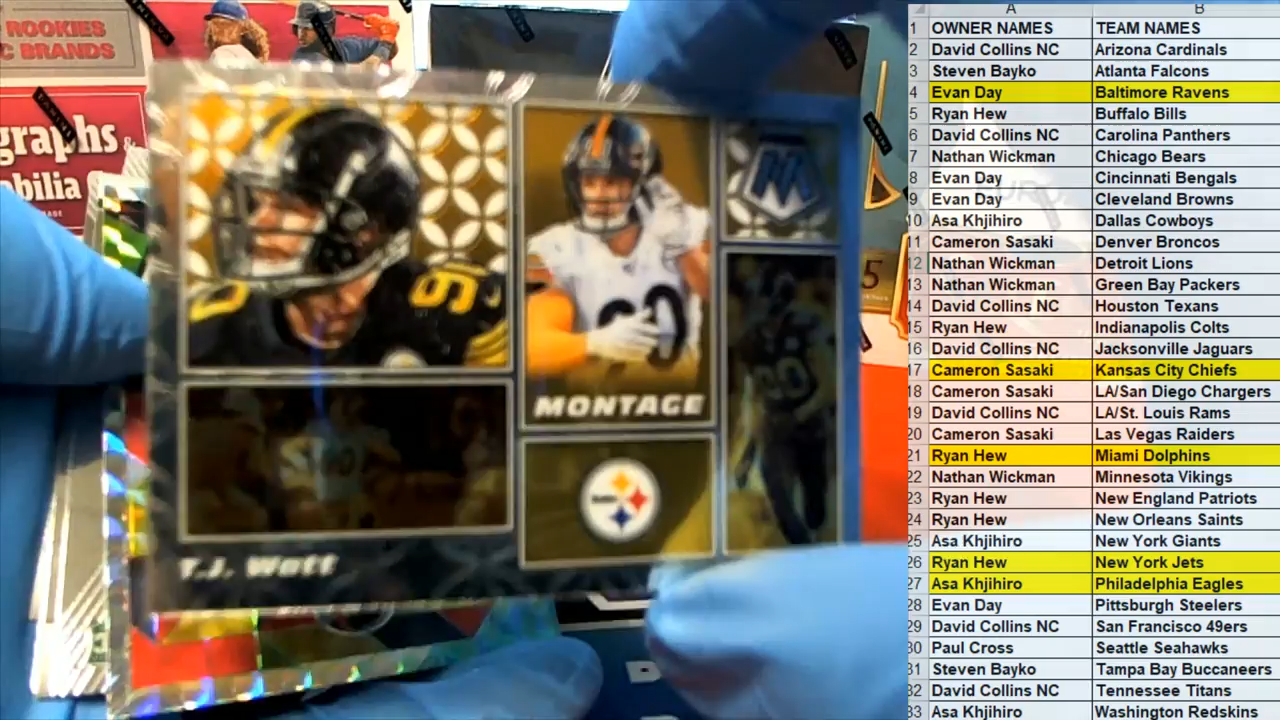 ROOKIES
C BRANDS
graphs &
obilia
90
MONTAGE
T.J. Watt
5
A B
1 OWNER NAMES TEAM NAMES
2 David Collins NC Arizona Cardinals
3 Steven Bayko Atlanta Falcons
4 Evan Day Baltimore Ravens
5 Ryan Hew Buffalo Bills
6 David Collins NC Carolina Panthers
7 Nathan Wickman Chicago Bears
8 Evan Day Cincinnati Bengals
9 Evan Day Cleveland Browns
10 Asa Khjihiro Dallas Cowboys
11 Cameron Sasaki Denver Broncos
12 Nathan Wickman Detroit Lions
13 Nathan Wickman Green Bay Packers
14 David Collins NC Houston Texans
15 Ryan Hew Indianapolis Colts
16 David Collins NC Jacksonville Jaguars
17 Cameron Sasaki Kansas City Chiefs
18 Cameron Sasaki LA/San Diego Chargers
19 David Collins NC LA/St. Louis Rams
20 Cameron Sasaki Las Vegas Raiders
21 Ryan Hew Miami Dolphins
22 Nathan Wickman Minnesota Vikings
23 Ryan Hew New England Patriots
24 Ryan Hew New Orleans Saints
25 Asa Khjihiro New York Giants
26 Ryan Hew New York Jets
27 Asa Khjihiro Philadelphia Eagles
28 Evan Day Pittsburgh Steelers
29 David Collins NC San Francisco 49ers
30 Paul Cross Seattle Seahawks
31 Steven Bayko Tampa Bay Buccaneers
32 David Collins NC Tennessee Titans
33 Asa Khjihiro Washington Redskins